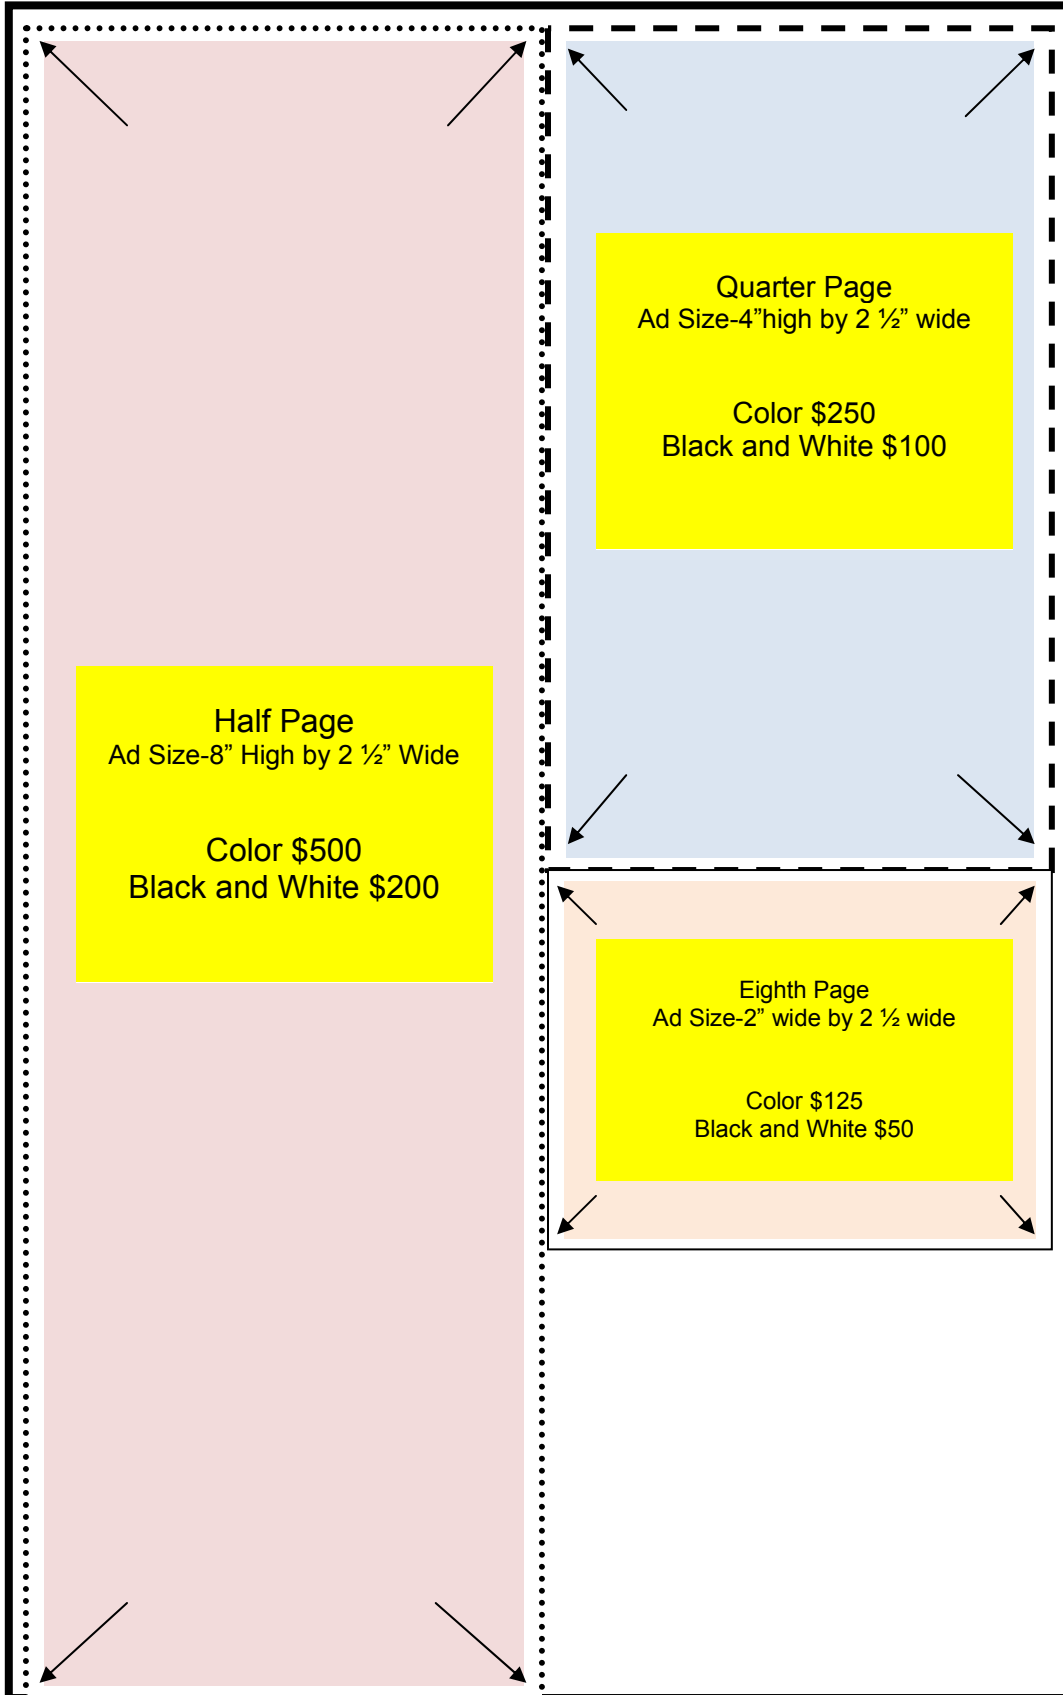 Half Page
Ad Size-8” High by 2 ½” Wide
Color $500
Black and White $200
Quarter Page
Ad Size-4”high by 2 ½” wide
Color $250
Black and White $100
Eighth Page
Ad Size-2” wide by 2 ½ wide
Color $125
Black and White $50